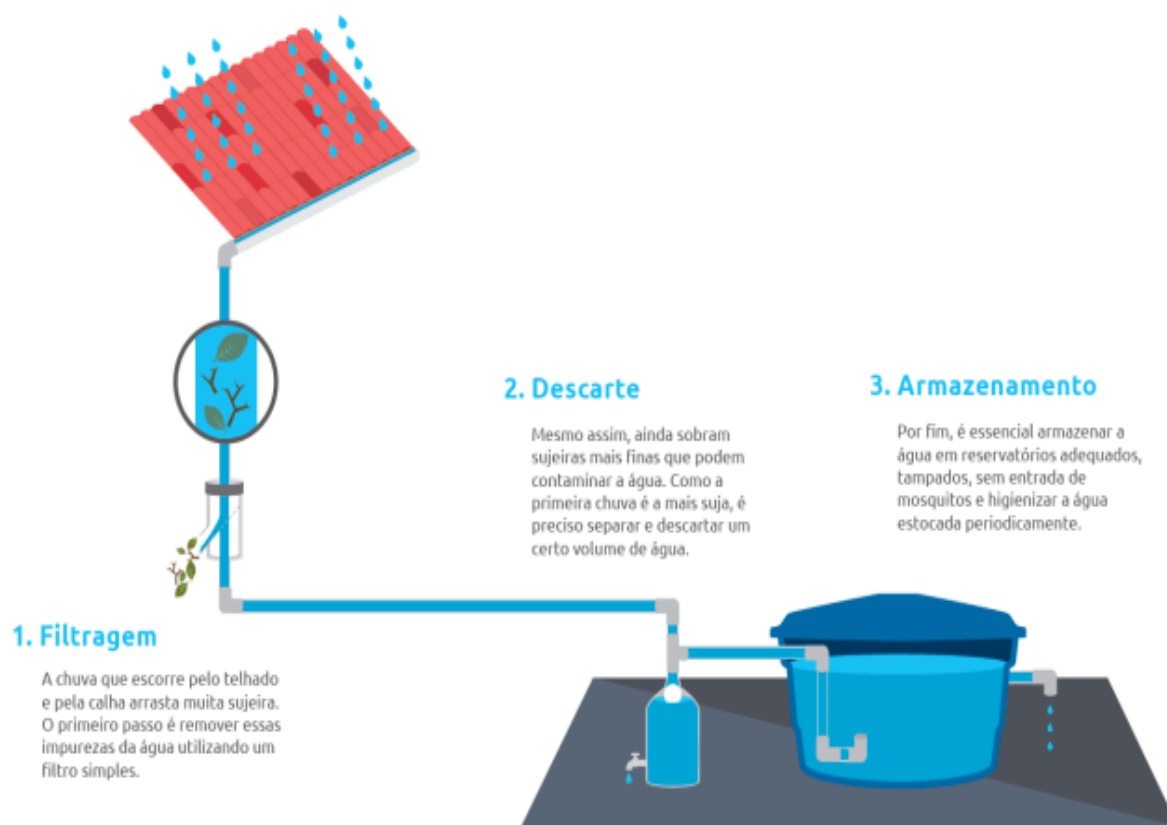 2. Descarte
Mesmo assim, ainda sobram
sujeiras mais finas que podem
contaminar a água. Como a
primeira chuva é a mais suja, é
preciso separar e descartar um
certo volume de água.
3. Armazenamento
Por fim, é essencial armazenar a
água em reservatórios adequados,
tampados, sem entrada de
mosquitos e higienizar a água
estocada periodicamente.
1. Filtragem
A chuva que escorre pelo telhado
e pela calha arrasta muita sujeira.
O primeiro passo é remover essas
impurezas da água utilizando um
filtro simples.